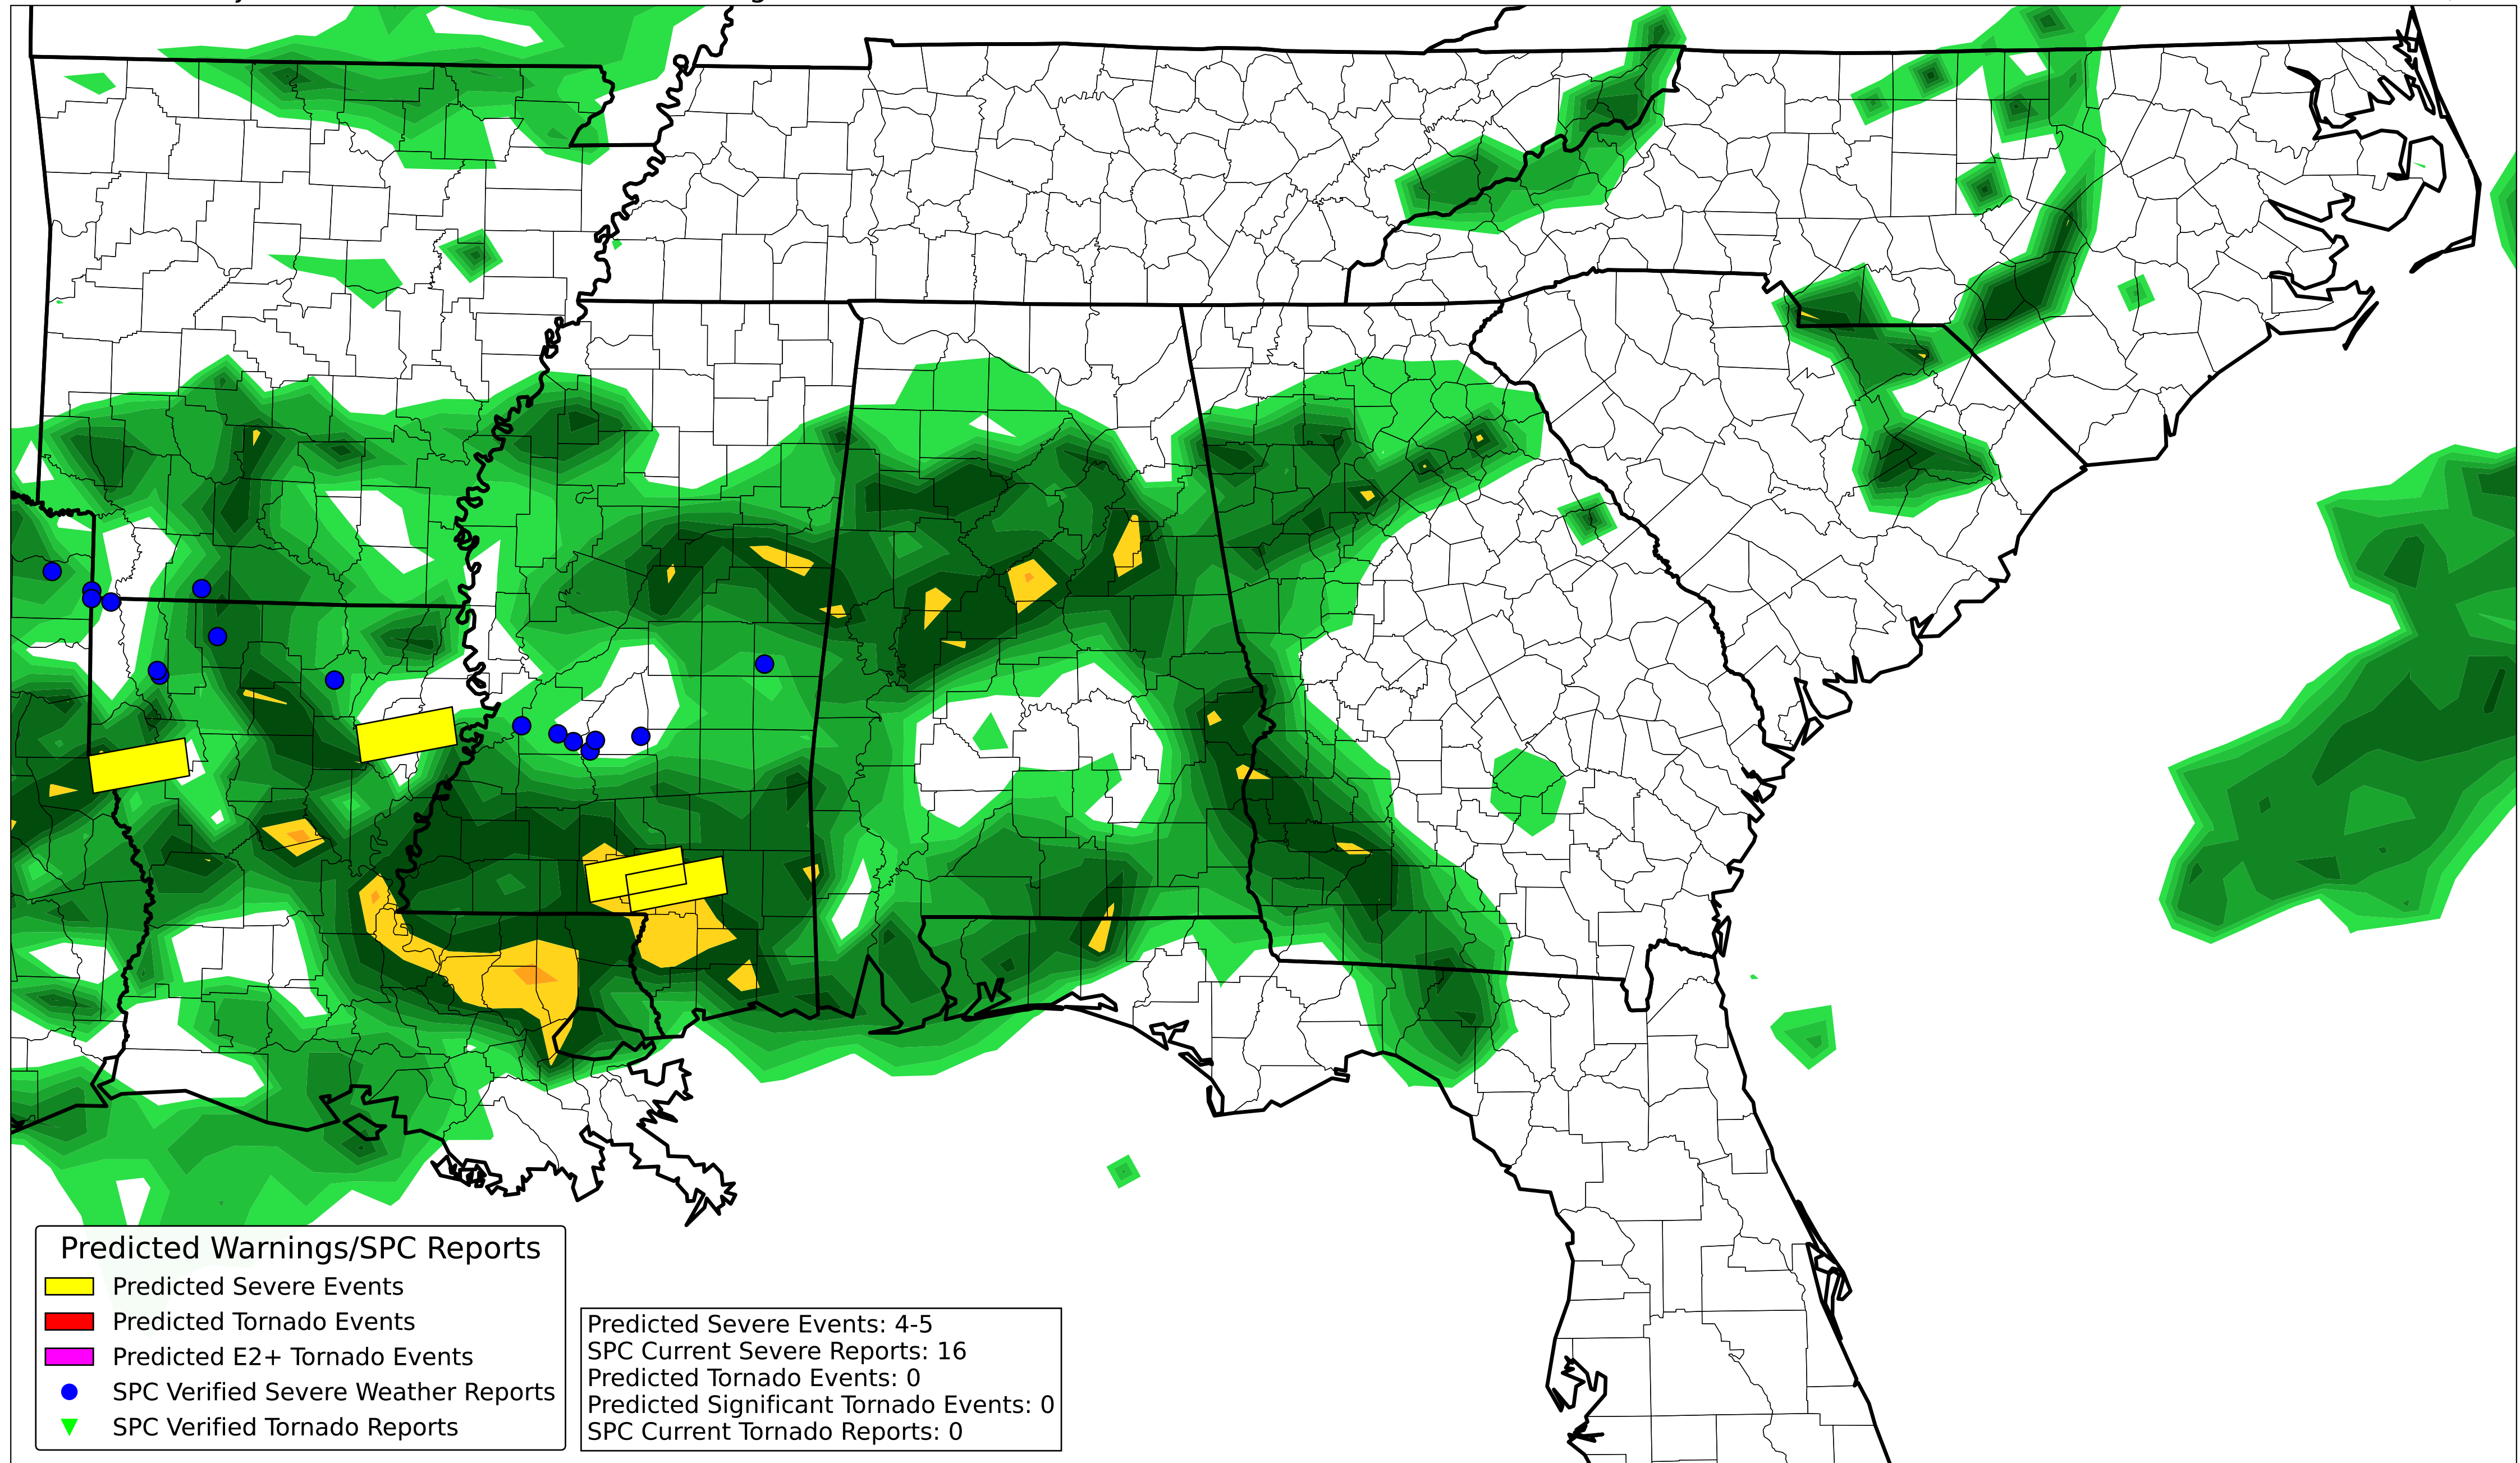 Predicted Warnings/SPC Reports
Predicted Severe Events
Predicted Tornado Events
Predicted E2+ Tornado Events
SPC Verified Severe Weather Reports
SPC Verified Tornado Reports
Predicted Severe Events: 4-5
SPC Current Severe Reports: 16
Predicted Tornado Events: 0
Predicted Significant Tornado Events: 0
SPC Current Tornado Reports: 0